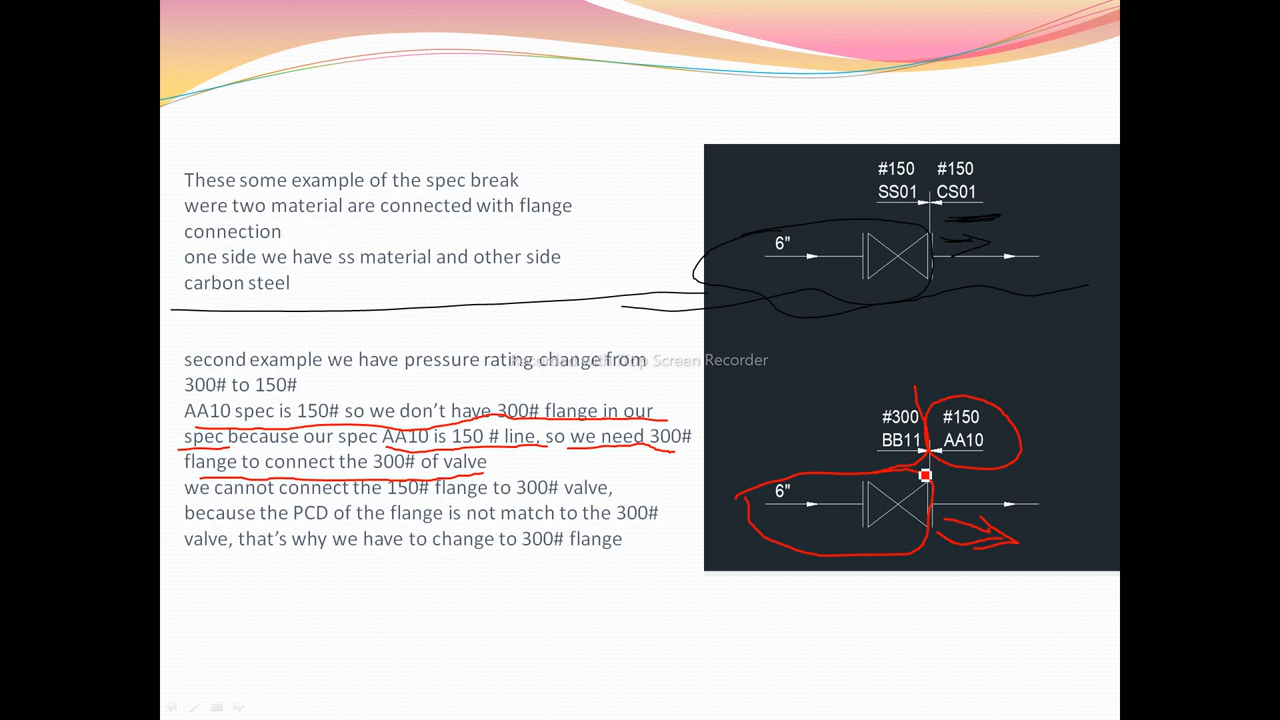 These some example of the spec break
were two material are connected with flange
connection
one side we have ss material and other side
carbon steel
second example we have pressure rating change from
300# to 150#
AA10 spec is 150# so we don’t have 300# flange in our
spec because our spec AA10 is 150 # line, so we need 300#
flange to connect the 300# of valve
we cannot connect the 150# flange to 300# valve,
because the PCD of the flange is not match to the 300#
valve, that’s why we have to change to 300# flange
#150 #150
SS01 CS01
6"
#300 #150
BB11 AA10
6"
Screen Recorder